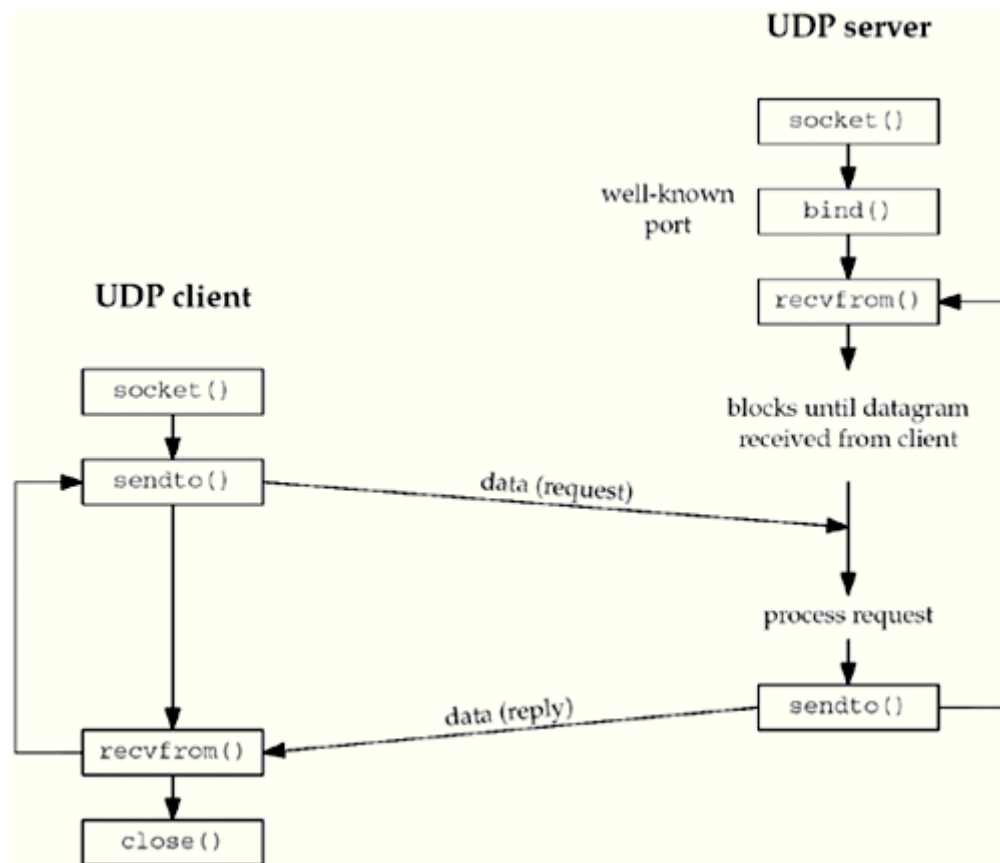 UDP server
socket()
well-known
port
bind()
recvfrom()
UDP client
socket()
blocks until datagram
received from client
sendto()
data (request)
process request
data (reply)
sendto()
recvfrom()
close()